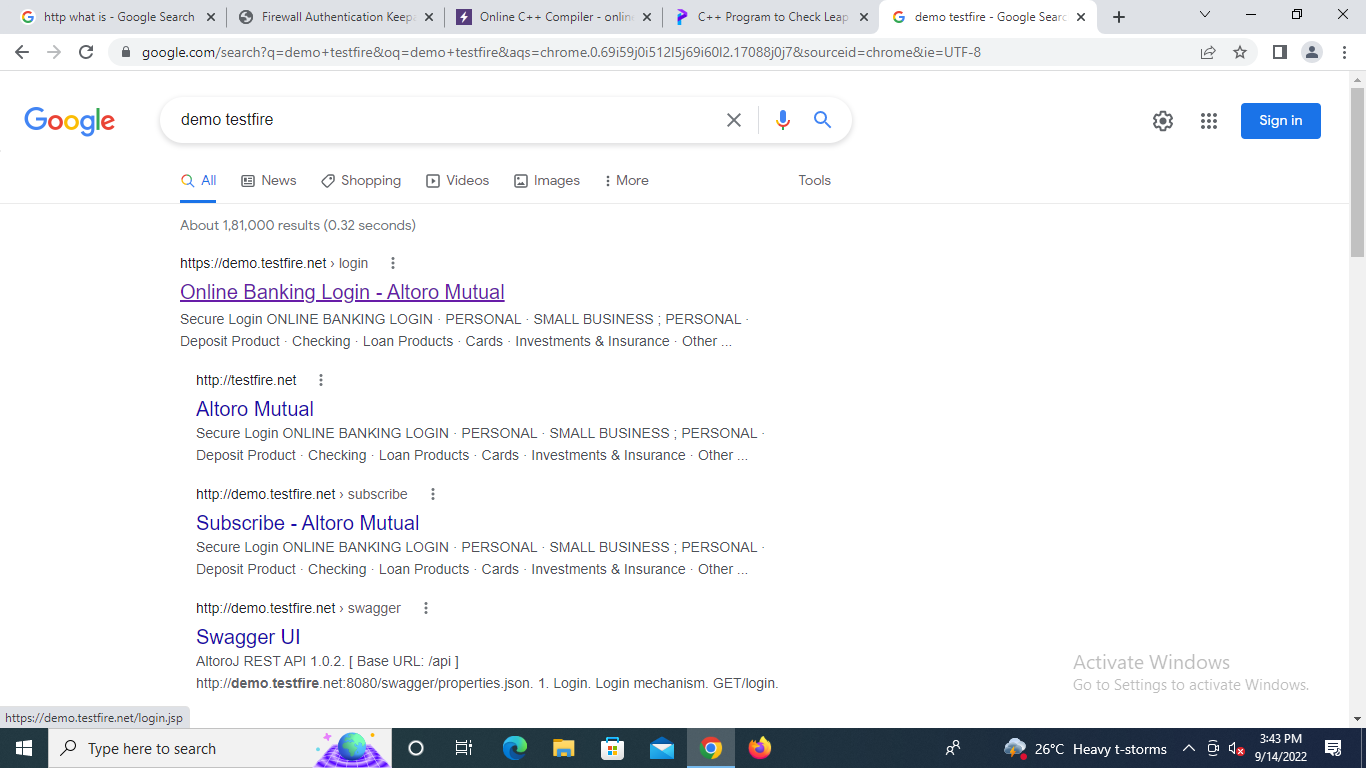 http what is - Google Search
Firewall Authentication Keepa
Online C++ Compiler - onlin
C++ Program to Check Leap
demo testfire - Google Searc
google.com/search?q=demo+testfire&oq=demo+testfire&aqs=chrome.0.69i59j0i512l5j69i60l2.17088j0j7&sourceid=chrome&ie=UTF-8
Google
demo testfire
Sign in
All
News
Shopping
Videos
Images
More
Tools
About 1,81,000 results (0.32 seconds)
https://demo.testfire.net › login
Online Banking Login - Altoro Mutual
Secure Login ONLINE BANKING LOGIN · PERSONAL · SMALL BUSINESS ; PERSONAL ·
Deposit Product · Checking · Loan Products · Cards · Investments & Insurance · Other ...
http://testfire.net
Altoro Mutual
Secure Login ONLINE BANKING LOGIN · PERSONAL · SMALL BUSINESS ; PERSONAL ·
Deposit Product · Checking · Loan Products · Cards · Investments & Insurance · Other ...
http://demo.testfire.net › subscribe
Subscribe - Altoro Mutual
Secure Login ONLINE BANKING LOGIN · PERSONAL · SMALL BUSINESS ; PERSONAL ·
Deposit Product · Checking · Loan Products · Cards · Investments & Insurance · Other ...
http://demo.testfire.net › swagger
Swagger UI
AltoroJ REST API 1.0.2. [ Base URL: /api ]
http://demo.testfire.net:8080/swagger/properties.json. 1. Login. Login mechanism. GET/login.
Activate Windows
Go to Settings to activate Windows.
https://demo.testfire.net/login.jsp
Type here to search
26°C Heavy t-storms
3:43 PM
9/14/2022